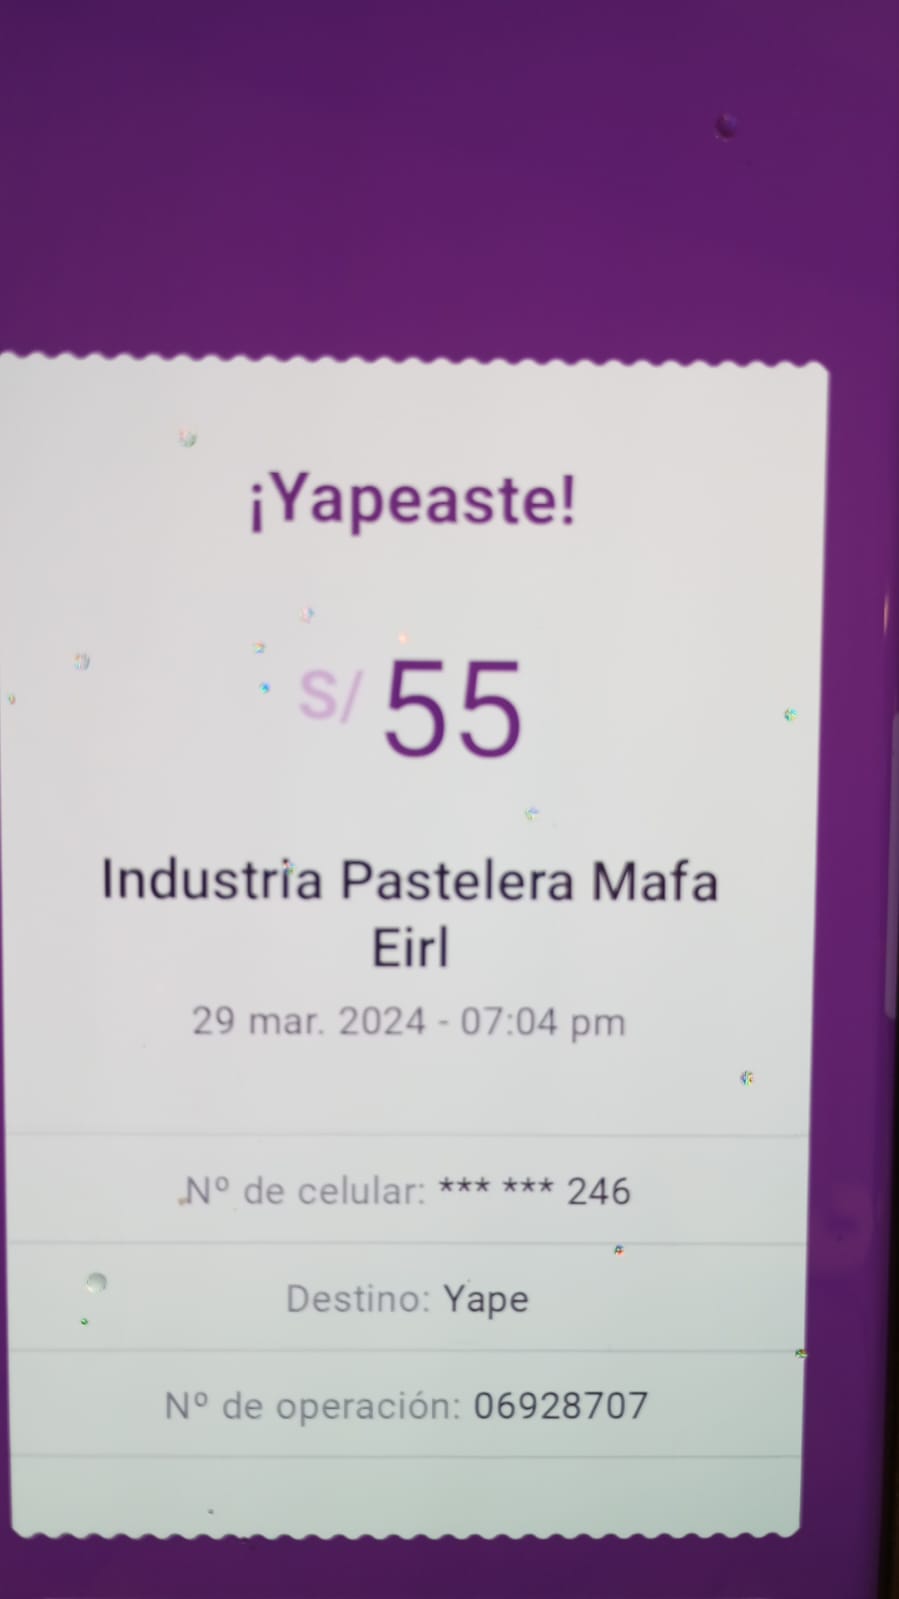 ¡Yapeaste!
S/ 55
Industria Pastelera Mafa
Eirl
29 mar. 2024 - 07:04 pm
Nº de celular: *** *** 246
Destino: Yape
Nº de operación: 06928707